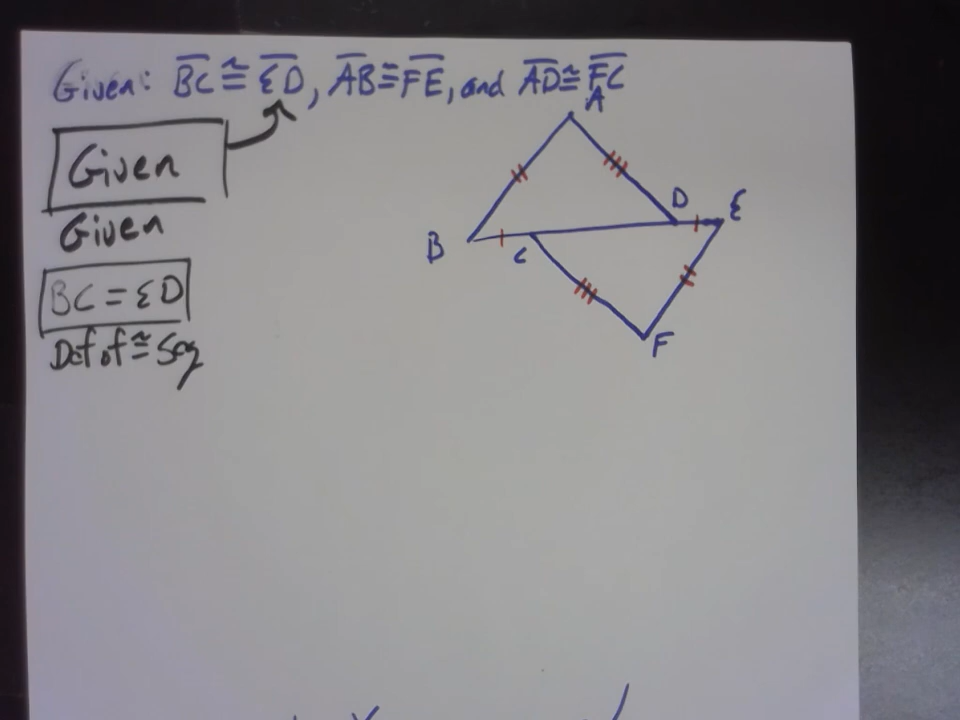 Given: BC ≅ ED, AB ≅ FE, and AD ≅ FC
Given
Given
BC = ED
Def of ≅ Seg
A
D
E
B
C
F